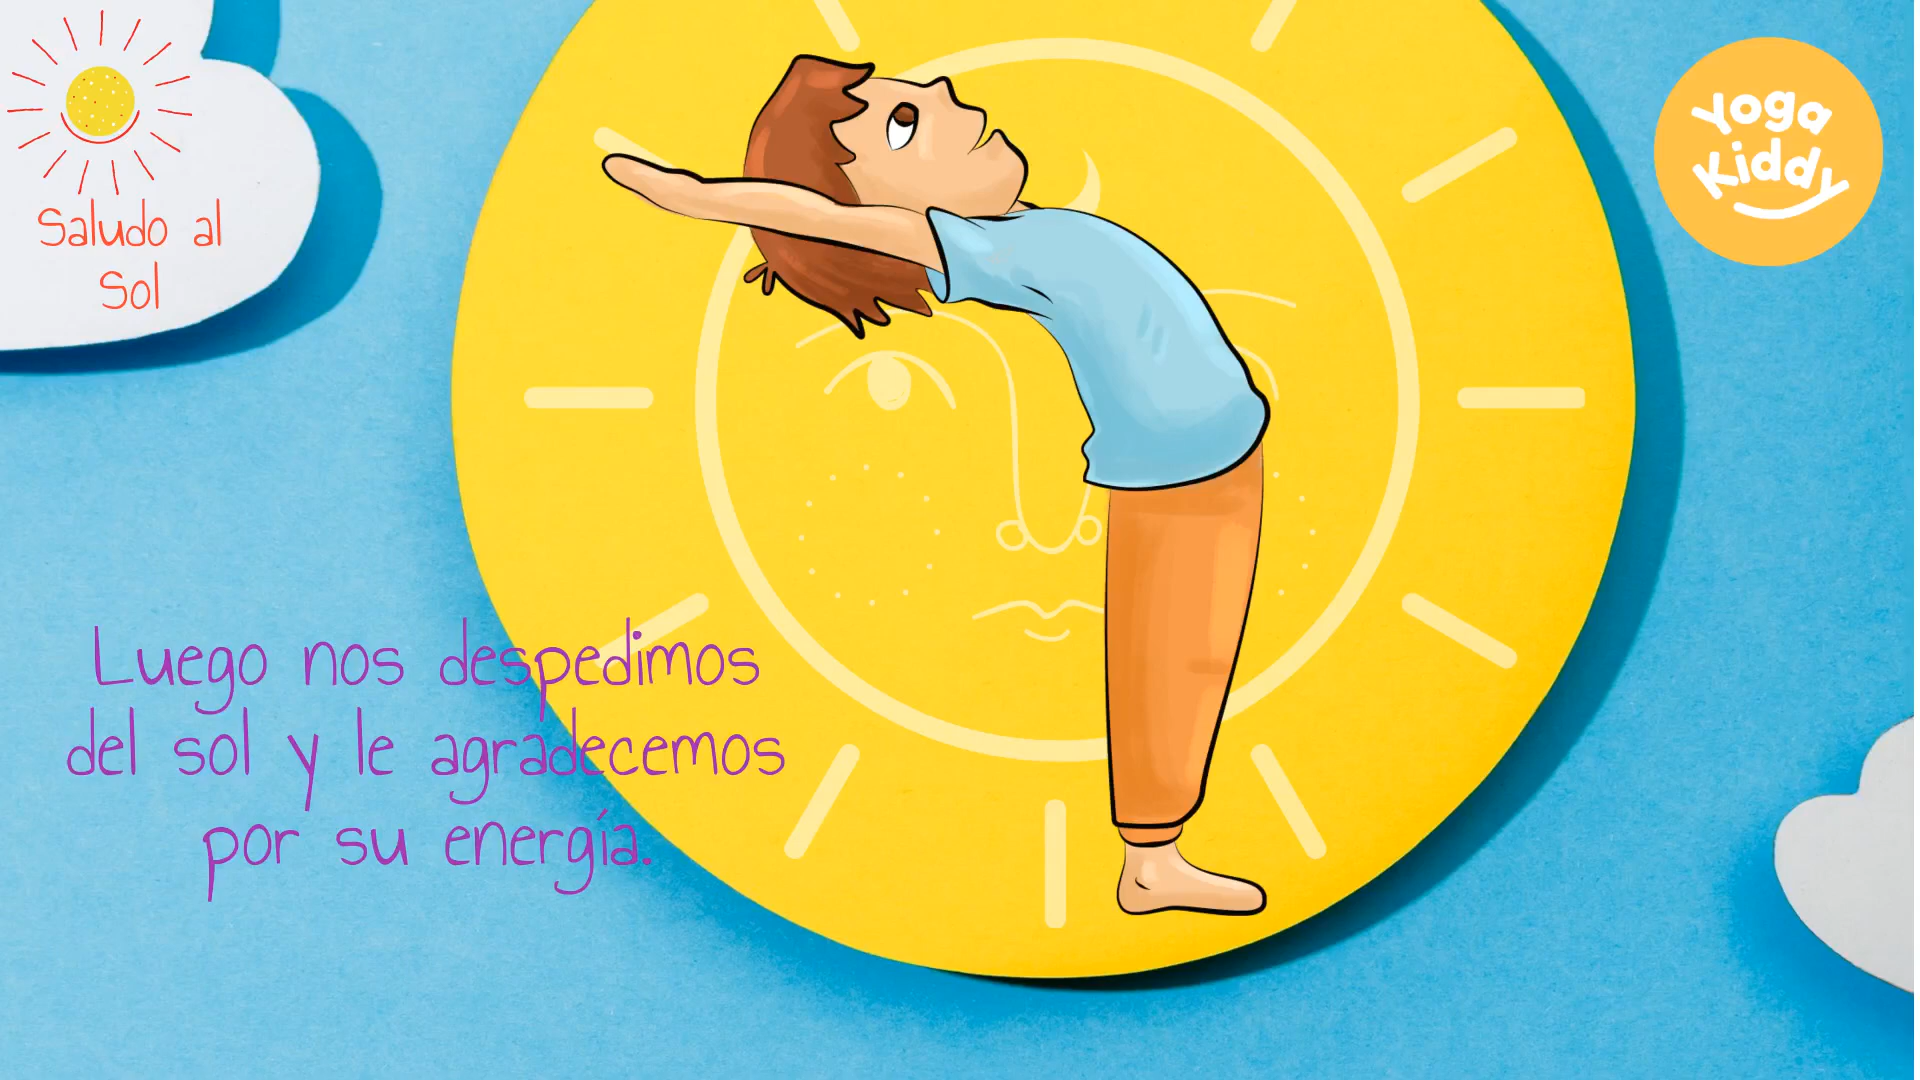 Saludo al
Sol
Yoga
Kiddy
Luego nos despedimos
del sol y le agradecemos
por su energía.